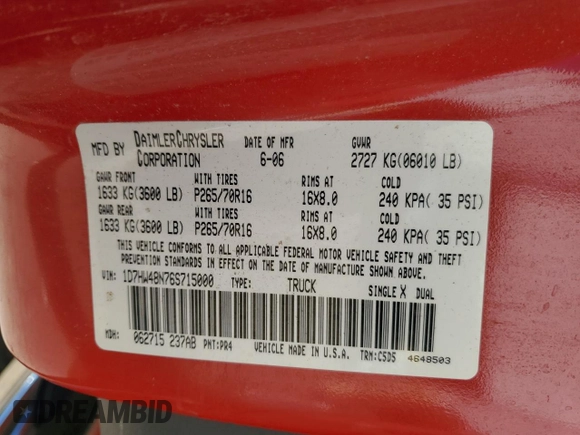 MFD BY DAIMLERCHRYSLER CORPORATION DATE OF MFR 6-06 GVWR 2727 KG(06010 LB)
GAWR FRONT WITH TIRES RIMS AT COLD
1633 KG(3600 LB) P265/70R16 16X8.0 240 KPA( 35 PSI)
GAWR REAR WITH TIRES RIMS AT COLD
1633 KG(3600 LB) P265/70R16 16X8.0 240 KPA( 35 PSI)
THIS VEHICLE CONFORMS TO ALL APPLICABLE FEDERAL MOTOR VEHICLE SAFETY AND THEFT
PREVENTION STANDARDS IN EFFECT ON THE DATE OF MANUFACTURE SHOWN ABOVE.
VIN: 1D7HW48N76S715000 TYPE: TRUCK SINGLE X DUAL
MDH: 062715 237AB PNT:PR4 VEHICLE MADE IN U.S.A. TRN:C5DS 4648503
DREAMBID